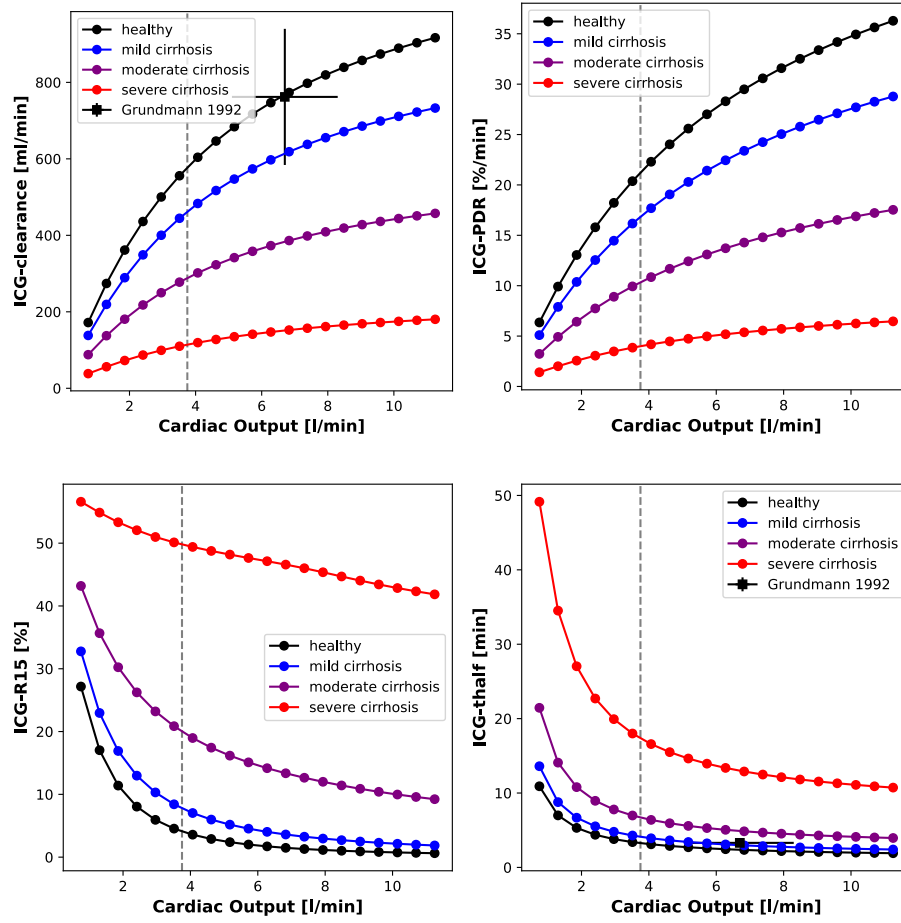 healthy
mild cirrhosis
moderate cirrhosis
severe cirrhosis
Grundmann 1992
ICG-clearance [ml/min]
800
600
400
200
0
2 4 6 8 10
Cardiac Output [l/min]
healthy
mild cirrhosis
moderate cirrhosis
severe cirrhosis
ICG-PDR [%/min]
35
30
25
20
15
10
5
0
2 4 6 8 10
Cardiac Output [l/min]
ICG-R15 [%]
50
40
30
20
10
0
healthy
mild cirrhosis
moderate cirrhosis
severe cirrhosis
2 4 6 8 10
Cardiac Output [l/min]
ICG-thalf [min]
50
40
30
20
10
0
healthy
mild cirrhosis
moderate cirrhosis
severe cirrhosis
Grundmann 1992
2 4 6 8 10
Cardiac Output [l/min]